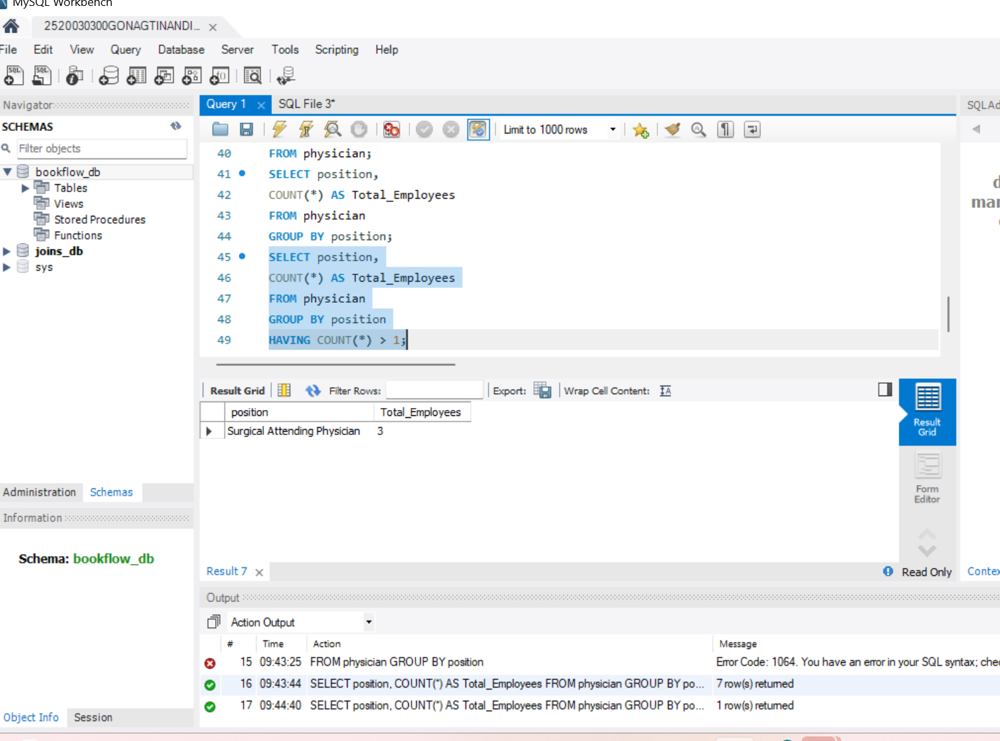 MySQL Workbench
2520030300GONAGTINANDI...
File Edit View Query Database Server Tools Scripting Help
Navigator
SCHEMAS
Filter objects
bookflow_db
Tables
Views
Stored Procedures
Functions
joins_db
sys
Administration Schemas
Information
Schema: bookflow_db
Object Info Session
Query 1 SQL File 3*
Limit to 1000 rows
40 FROM physician;
41 SELECT position,
42 COUNT(*) AS Total_Employees
43 FROM physician
44 GROUP BY position;
45 SELECT position,
46 COUNT(*) AS Total_Employees
47 FROM physician
48 GROUP BY position
49 HAVING COUNT(*) > 1;
Result Grid Filter Rows: Export: Wrap Cell Content:
position Total_Employees
Surgical Attending Physician 3
Result
Grid
Form
Editor
Result 7 Read Only
Output
Action Output
# Time Action Message
15 09:43:25 FROM physician GROUP BY position Error Code: 1064. You have an error in your SQL syntax; che
16 09:43:44 SELECT position, COUNT(*) AS Total_Employees FROM physician GROUP BY po... 7 row(s) returned
17 09:44:40 SELECT position, COUNT(*) AS Total_Employees FROM physician GROUP BY po... 1 row(s) returned
SQLAd
d
mar
Contex